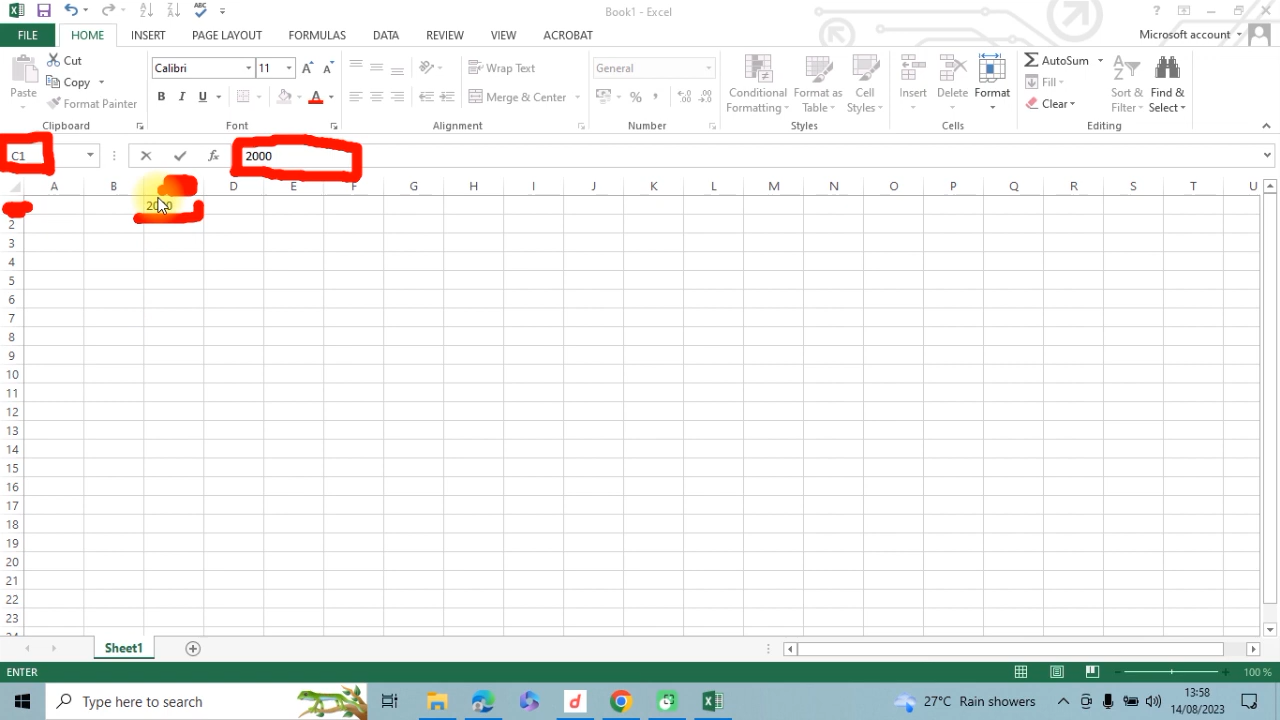 Book1 - Excel
?
FILE HOME INSERT PAGE LAYOUT FORMULAS DATA REVIEW VIEW ACROBAT Microsoft account
Cut
Copy
Format Painter
Paste
Clipboard
Calibri 11
B I U A
Font
Wrap Text
Merge & Center
Alignment
General
%
Number
Conditional Formatting
Format as Table
Cell Styles
Styles
Insert Delete Format
Cells
AutoSum
Fill
Clear
Sort & Filter
Find & Select
Editing
C1 fx 2000
A B D E F G H I J K L M N O P Q R S T U
2
3
4
5
6
7
8
9
10
11
12
13
14
15
16
17
18
19
20
21
22
23
Sheet1
ENTER 100 %
Type here to search
27°C Rain showers
13:58
14/08/2023